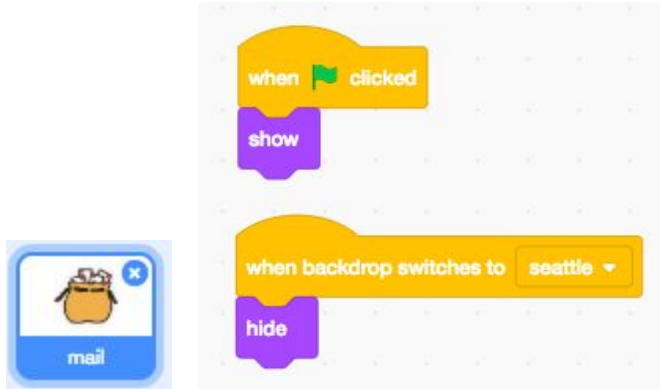 when clicked
show
when backdrop switches to seattle
hide
mail